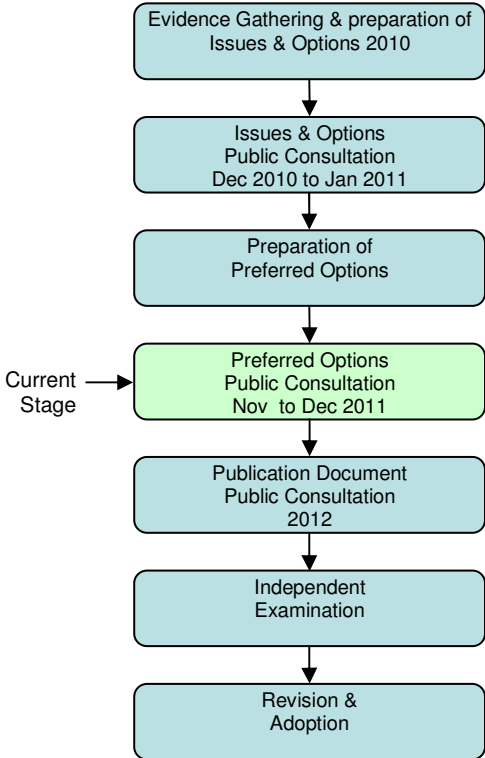 Evidence Gathering & preparation of
Issues & Options 2010
Issues & Options
Public Consultation
Dec 2010 to Jan 2011
Preparation of
Preferred Options
Current
Stage
Preferred Options
Public Consultation
Nov to Dec 2011
Publication Document
Public Consultation
2012
Independent
Examination
Revision &
Adoption